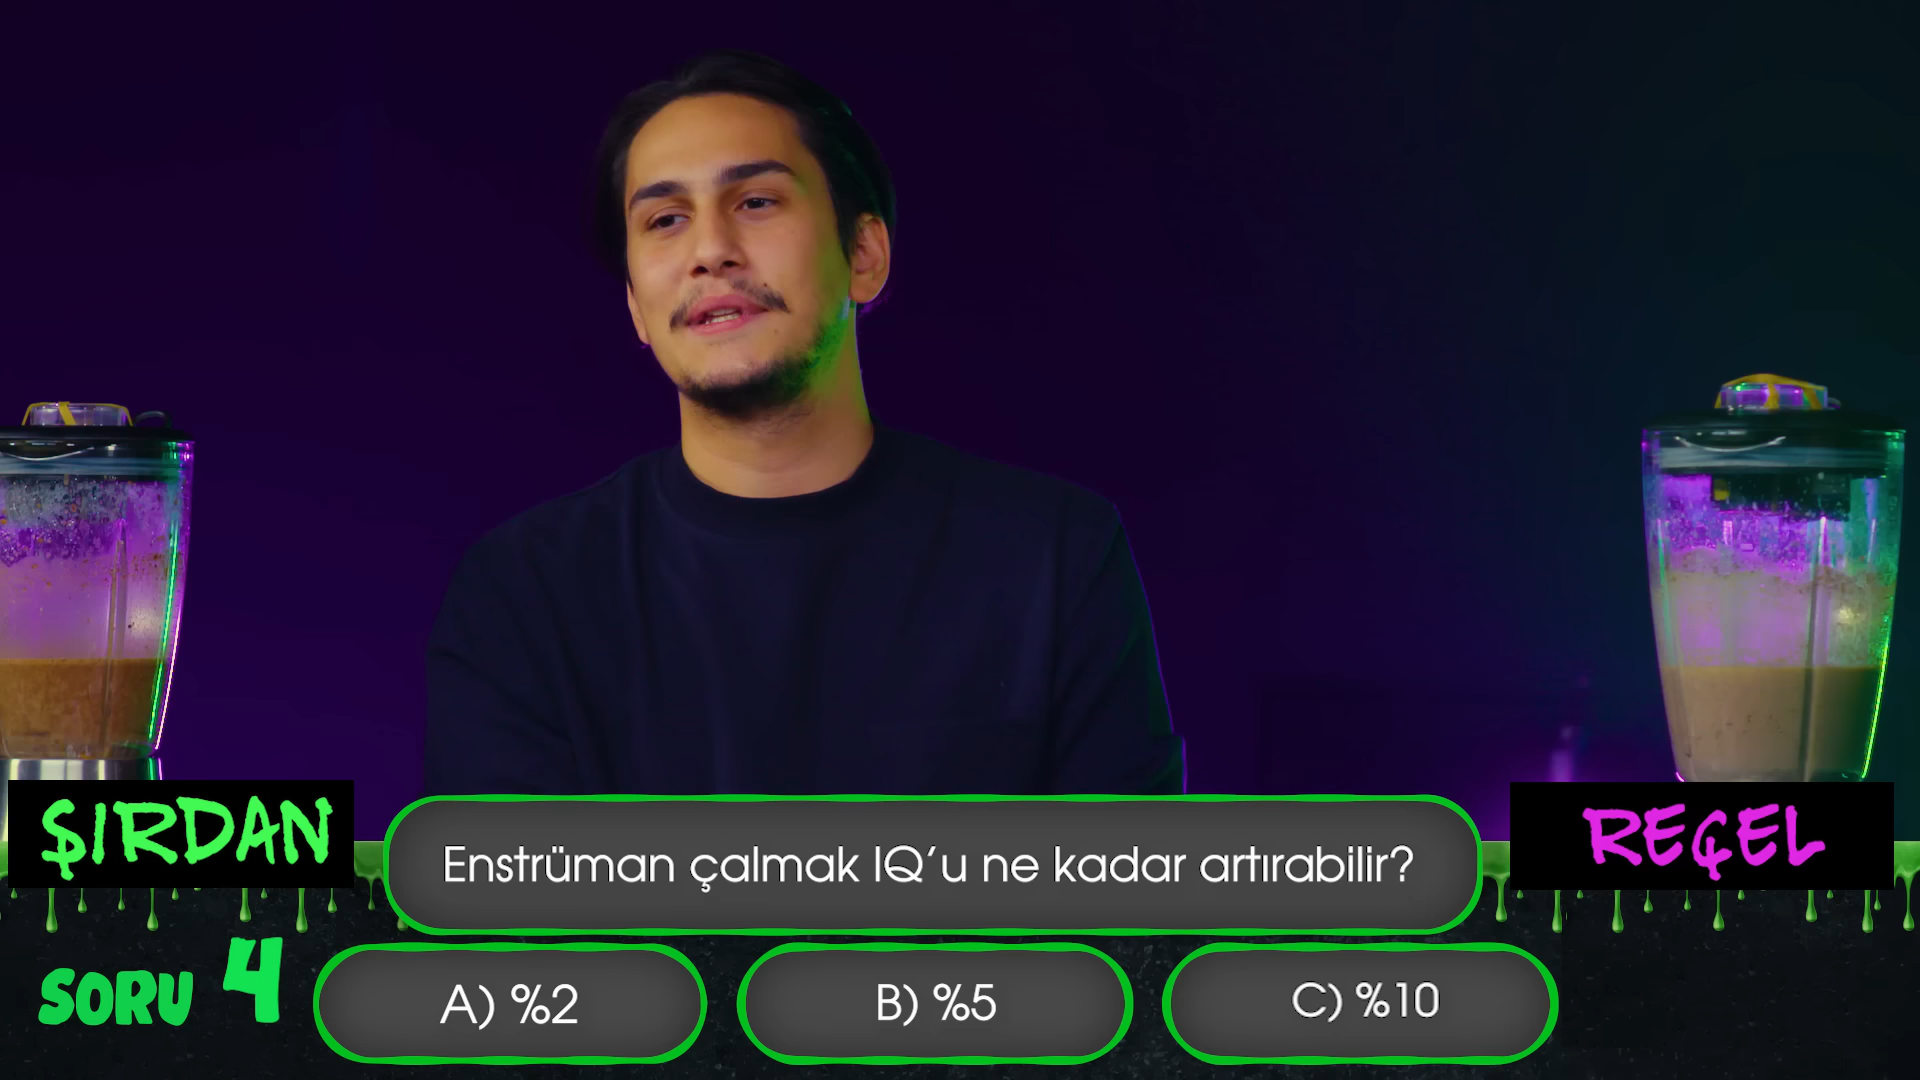 ŞIRDAN
REÇEL
Enstrüman çalmak IQ'u ne kadar artırabilir?
SORU 4
A) %2
B) %5
C) %10